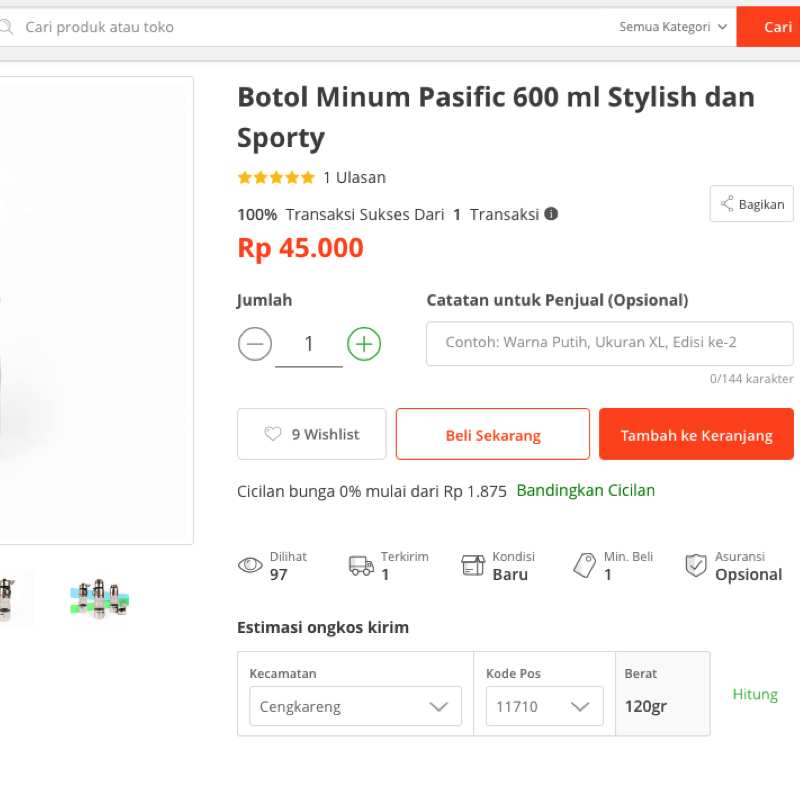 Cari produk atau toko
Semua Kategori
Cari
Botol Minum Pasific 600 ml Stylish dan
Sporty
1 Ulasan
100% Transaksi Sukses Dari 1 Transaksi
Bagikan
Rp 45.000
Jumlah
Catatan untuk Penjual (Opsional)
1
Contoh: Warna Putih, Ukuran XL, Edisi ke-2
0/144 karakter
9 Wishlist
Beli Sekarang
Tambah ke Keranjang
Cicilan bunga 0% mulai dari Rp 1.875 Bandingkan Cicilan
Dilihat
97
Terkirim
1
Kondisi
Baru
Min. Beli
1
Asuransi
Opsional
Estimasi ongkos kirim
Kecamatan
Cengkareng
Kode Pos
11710
Berat
120gr
Hitung